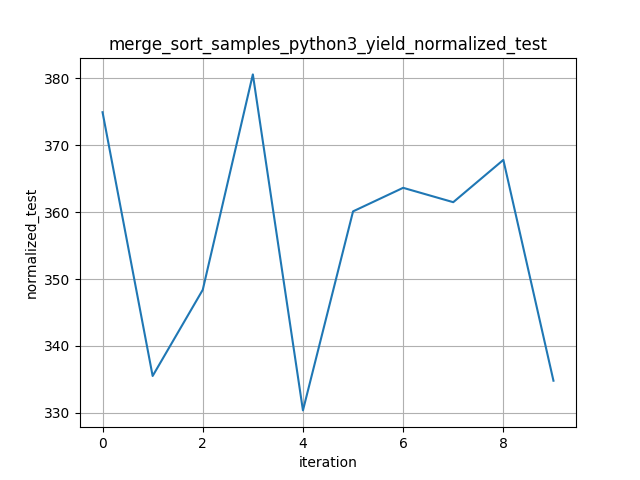 merge_sort_samples_python3_yield_normalized_test
normalized_test
380
370
360
350
340
330
0 2 4 6 8
iteration